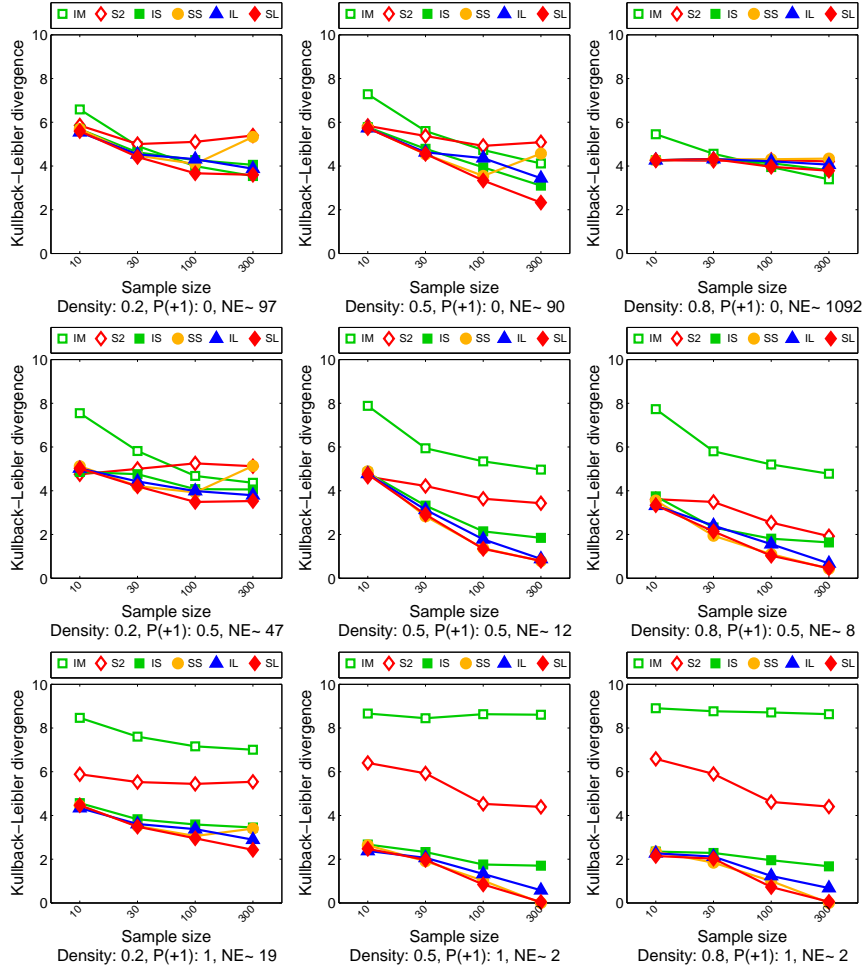 IM S2 IS SS IL SL
IM S2 IS SS IL SL
IM S2 IS SS IL SL
10
8
6
4
2
0
Kullback−Leibler divergence
10 30 100 300
Sample size
Density: 0.2, P(+1): 0, NE~ 97
10
8
6
4
2
0
Kullback−Leibler divergence
10 30 100 300
Sample size
Density: 0.5, P(+1): 0, NE~ 90
10
8
6
4
2
0
Kullback−Leibler divergence
10 30 100 300
Sample size
Density: 0.8, P(+1): 0, NE~ 1092
IM S2 IS SS IL SL
IM S2 IS SS IL SL
IM S2 IS SS IL SL
10
8
6
4
2
0
Kullback−Leibler divergence
10 30 100 300
Sample size
Density: 0.2, P(+1): 0.5, NE~ 47
10
8
6
4
2
0
Kullback−Leibler divergence
10 30 100 300
Sample size
Density: 0.5, P(+1): 0.5, NE~ 12
10
8
6
4
2
0
Kullback−Leibler divergence
10 30 100 300
Sample size
Density: 0.8, P(+1): 0.5, NE~ 8
IM S2 IS SS IL SL
IM S2 IS SS IL SL
IM S2 IS SS IL SL
10
8
6
4
2
0
Kullback−Leibler divergence
10 30 100 300
Sample size
Density: 0.2, P(+1): 1, NE~ 19
10
8
6
4
2
0
Kullback−Leibler divergence
10 30 100 300
Sample size
Density: 0.5, P(+1): 1, NE~ 2
10
8
6
4
2
0
Kullback−Leibler divergence
10 30 100 300
Sample size
Density: 0.8, P(+1): 1, NE~ 2